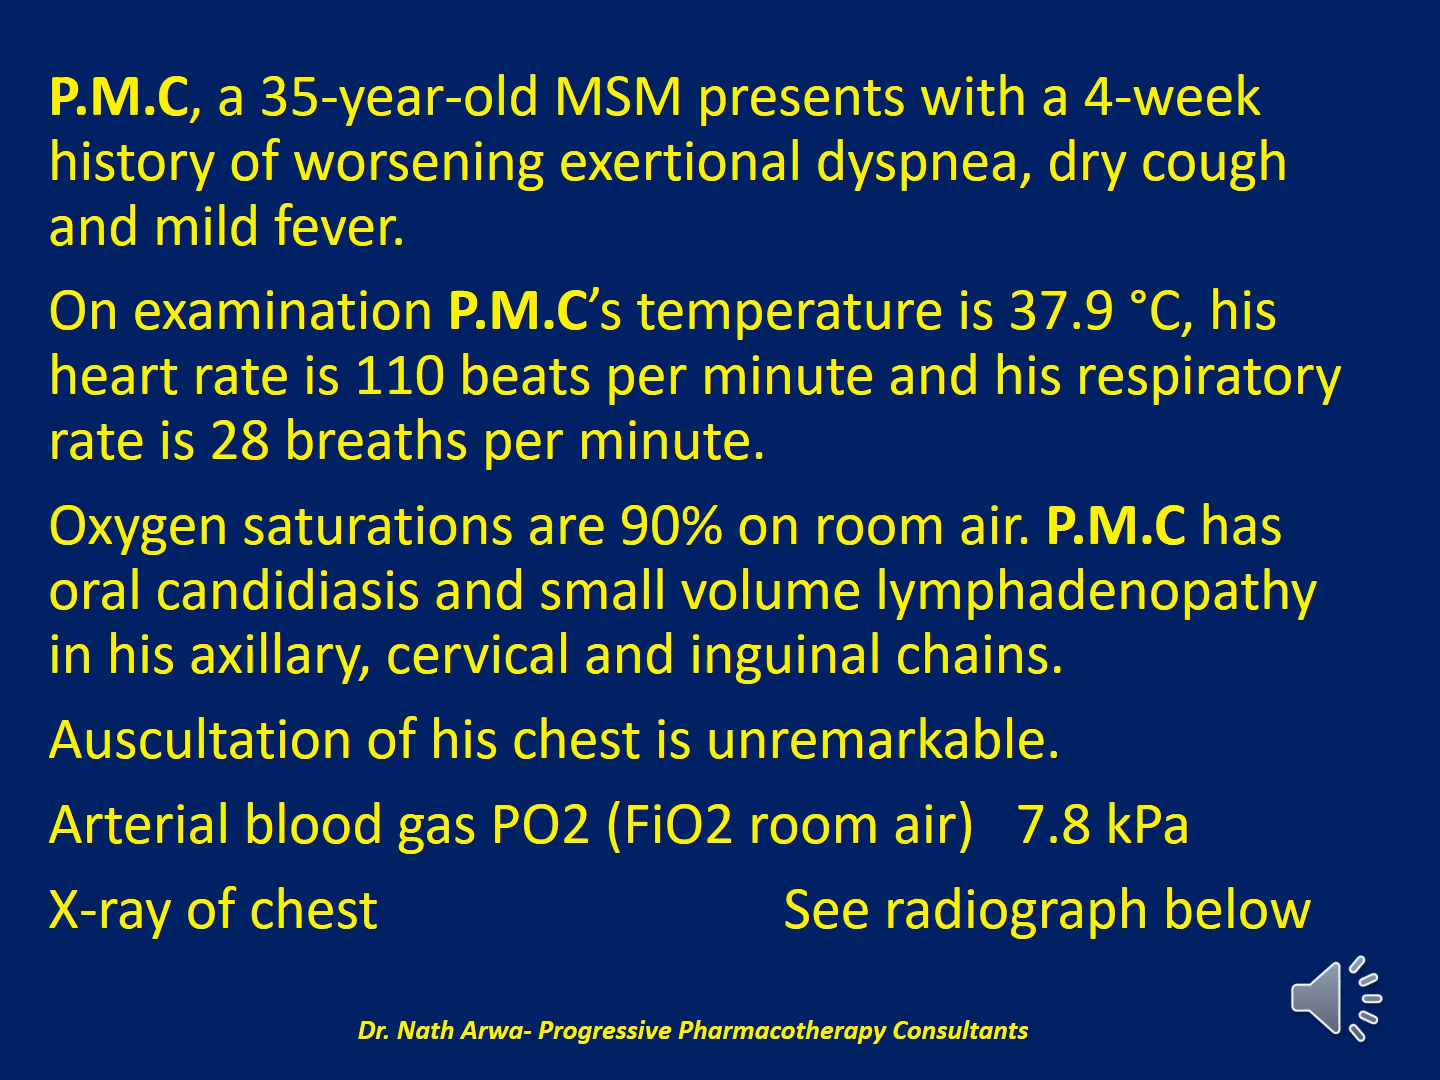 P.M.C, a 35-year-old MSM presents with a 4-week
history of worsening exertional dyspnea, dry cough
and mild fever.
On examination P.M.C’s temperature is 37.9 °C, his
heart rate is 110 beats per minute and his respiratory
rate is 28 breaths per minute.
Oxygen saturations are 90% on room air. P.M.C has
oral candidiasis and small volume lymphadenopathy
in his axillary, cervical and inguinal chains.
Auscultation of his chest is unremarkable.
Arterial blood gas PO2 (FiO2 room air) 7.8 kPa
X-ray of chest See radiograph below
Dr. Nath Arwa- Progressive Pharmacotherapy Consultants